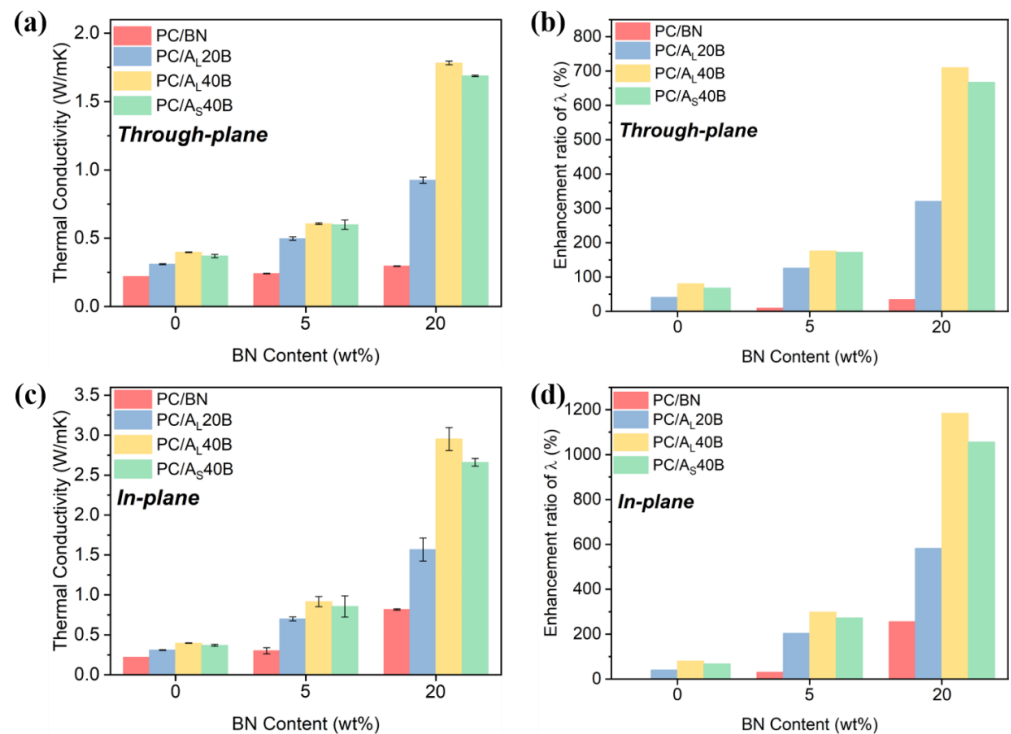 (a)
Thermal Conductivity (W/mK)
2.0
1.5
1.0
0.5
0.0
PC/BN
PC/AL20B
PC/AL40B
PC/AS40B
Through-plane
0 5 20
BN Content (wt%)
(b)
Enhancement ratio of λ (%)
800
700
600
500
400
300
200
100
0
PC/BN
PC/AL20B
PC/AL40B
PC/AS40B
Through-plane
0 5 20
BN Content (wt%)
(c)
Thermal Conductivity (W/mK)
3.5
3.0
2.5
2.0
1.5
1.0
0.5
0.0
PC/BN
PC/AL20B
PC/AL40B
PC/AS40B
In-plane
0 5 20
BN Content (wt%)
(d)
Enhancement ratio of λ (%)
1200
1000
800
600
400
200
0
PC/BN
PC/AL20B
PC/AL40B
PC/AS40B
In-plane
0 5 20
BN Content (wt%)